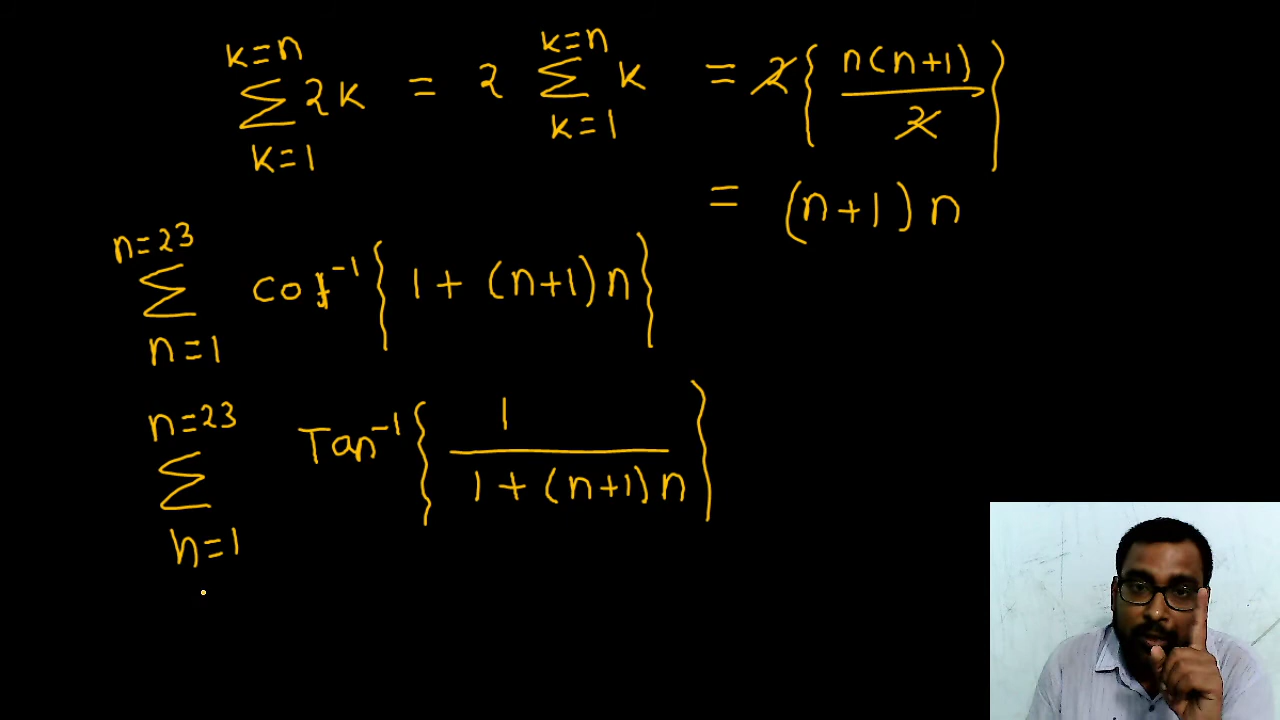 k=n k=n
∑ 2k = 2 ∑ k = 2{ n(n+1) / 2 }
k=1 k=1
= (n+1)n
n=23
∑ cot⁻¹{ 1 + (n+1)n }
n=1
n=23
∑ Tan⁻¹{ 1 / 1 + (n+1)n }
n=1